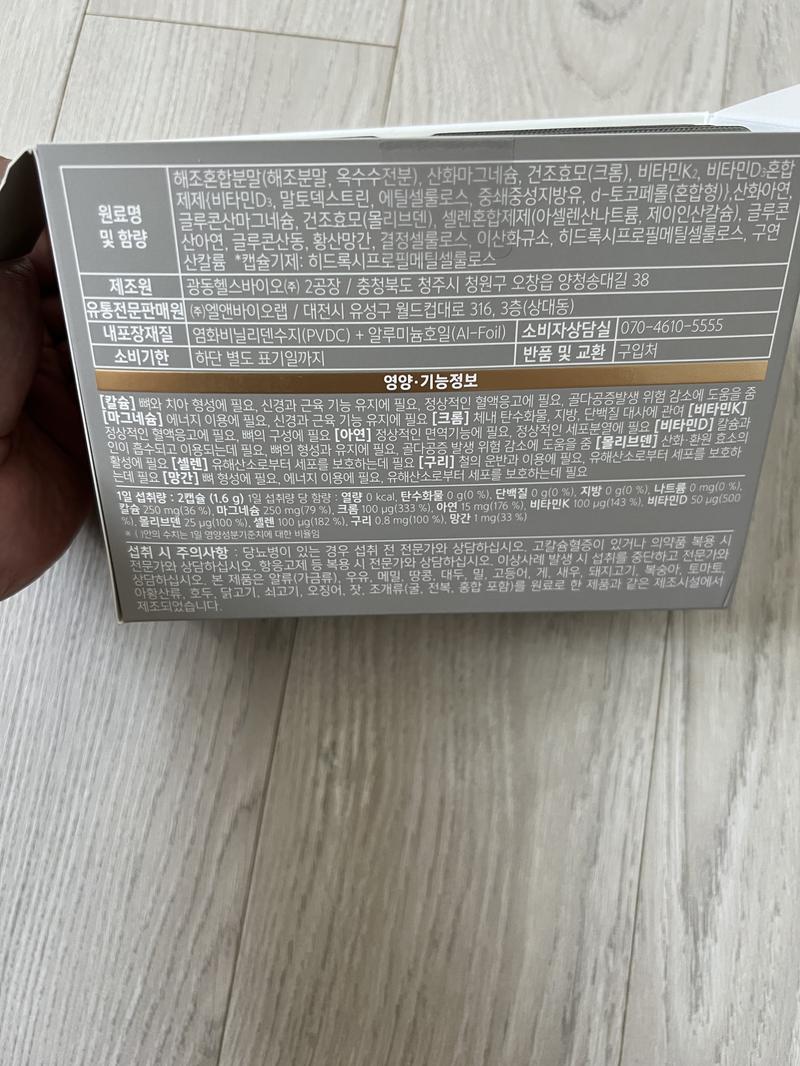 원료명 및 함량
해조혼합분말(해조분말, 옥수수전분), 산화마그네슘, 건조효모(크롬), 비타민K₂, 비타민D₃혼합
제제(비타민D₃, 말토덱스트린, 에틸셀룰로스, 중쇄중성지방유, d-토코페롤(혼합형)),산화아연,
글루콘산마그네슘, 건조효모(몰리브덴), 셀렌혼합제제(아셀렌산나트륨, 제이인산칼슘), 글루콘
산아연, 글루콘산동, 황산망간, 결정셀룰로스, 이산화규소, 히드록시프로필메틸셀룰로스, 구연
산칼륨 *캡슐기제: 히드록시프로필메틸셀룰로스
제조원 광동헬스바이오㈜ 2공장 / 충청북도 청주시 청원구 오창읍 양청송대길 38
유통전문판매원 ㈜엘앤바이오랩 / 대전시 유성구 월드컵대로 316, 3층(상대동)
내포장재질 염화비닐리덴수지(PVDC) + 알루미늄호일(Al-Foil) 소비자상담실 070-4610-5555
소비기한 하단 별도 표기일까지 반품 및 교환 구입처
영양·기능정보
[칼슘] 뼈와 치아 형성에 필요, 신경과 근육 기능 유지에 필요, 정상적인 혈액응고에 필요, 골다공증발생 위험 감소에 도움을 줌
[마그네슘] 에너지 이용에 필요, 신경과 근육 기능 유지에 필요 [크롬] 체내 탄수화물, 지방, 단백질 대사에 관여 [비타민K]
정상적인 혈액응고에 필요, 뼈의 구성에 필요 [아연] 정상적인 면역기능에 필요, 정상적인 세포분열에 필요 [비타민D] 칼슘과
인이 흡수되고 이용되는데 필요, 뼈의 형성과 유지에 필요, 골다공증 발생 위험 감소에 도움을 줌 [몰리브덴] 산화·환원 효소의
활성에 필요 [셀렌] 유해산소로부터 세포를 보호하는데 필요 [구리] 철의 운반과 이용에 필요, 유해산소로부터 세포를 보호하
는데 필요 [망간] 뼈 형성에 필요, 에너지 이용에 필요, 유해산소로부터 세포를 보호하는데 필요
1일 섭취량 : 2캡슐 (1.6 g) 1일 섭취량 당 함량 : 열량 0 kcal, 탄수화물 0 g(0 %), 단백질 0 g(0 %), 지방 0 g(0 %), 나트륨 0 mg(0 %),
칼슘 250 mg(36 %), 마그네슘 250 mg(79 %), 크롬 100 µg(333 %), 아연 15 mg(176 %), 비타민K 100 µg(143 %), 비타민D 50 µg(500
%), 몰리브덴 25 µg(100 %), 셀렌 100 µg(182 %), 구리 0.8 mg(100 %), 망간 1 mg(33 %)
※ ( )안의 수치는 1일 영양성분기준치에 대한 비율임
섭취 시 주의사항 : 당뇨병이 있는 경우 섭취 전 전문가와 상담하십시오. 고칼슘혈증이 있거나 의약품 복용 시
전문가와 상담하십시오. 항응고제 등 복용 시 전문가와 상담하십시오. 이상사례 발생 시 섭취를 중단하고 전문가와
상담하십시오. 본 제품은 알류(가금류), 우유, 메밀, 땅콩, 대두, 밀, 고등어, 게, 새우, 돼지고기, 복숭아, 토마토,
아황산류, 호두, 닭고기, 쇠고기, 오징어, 잣, 조개류(굴, 전복, 홍합 포함)를 원료로 한 제품과 같은 제조시설에서
제조되었습니다.